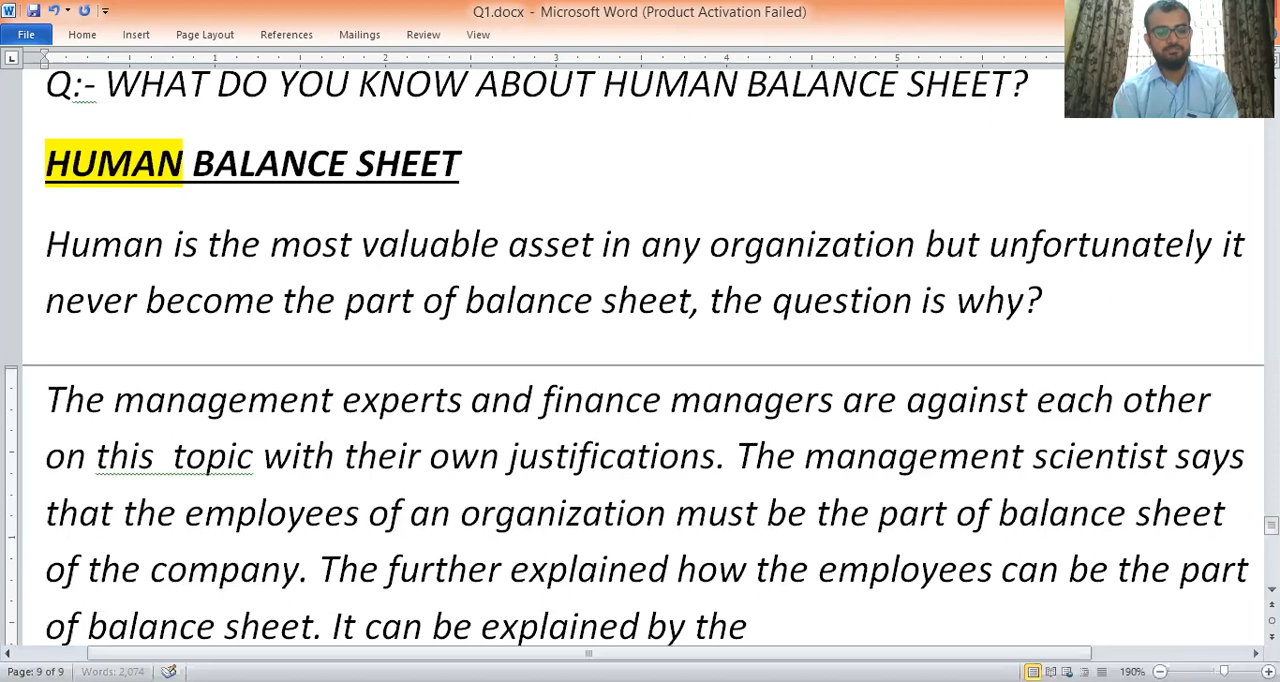 Q1.docx - Microsoft Word (Product Activation Failed)
File Home Insert Page Layout References Mailings Review View
1 2 3 4 5
Q:- WHAT DO YOU KNOW ABOUT HUMAN BALANCE SHEET?
HUMAN BALANCE SHEET
Human is the most valuable asset in any organization but unfortunately it
never become the part of balance sheet, the question is why?
The management experts and finance managers are against each other
on this topic with their own justifications. The management scientist says
that the employees of an organization must be the part of balance sheet
of the company. The further explained how the employees can be the part
of balance sheet. It can be explained by the
Page: 9 of 9 Words: 2,074 190%